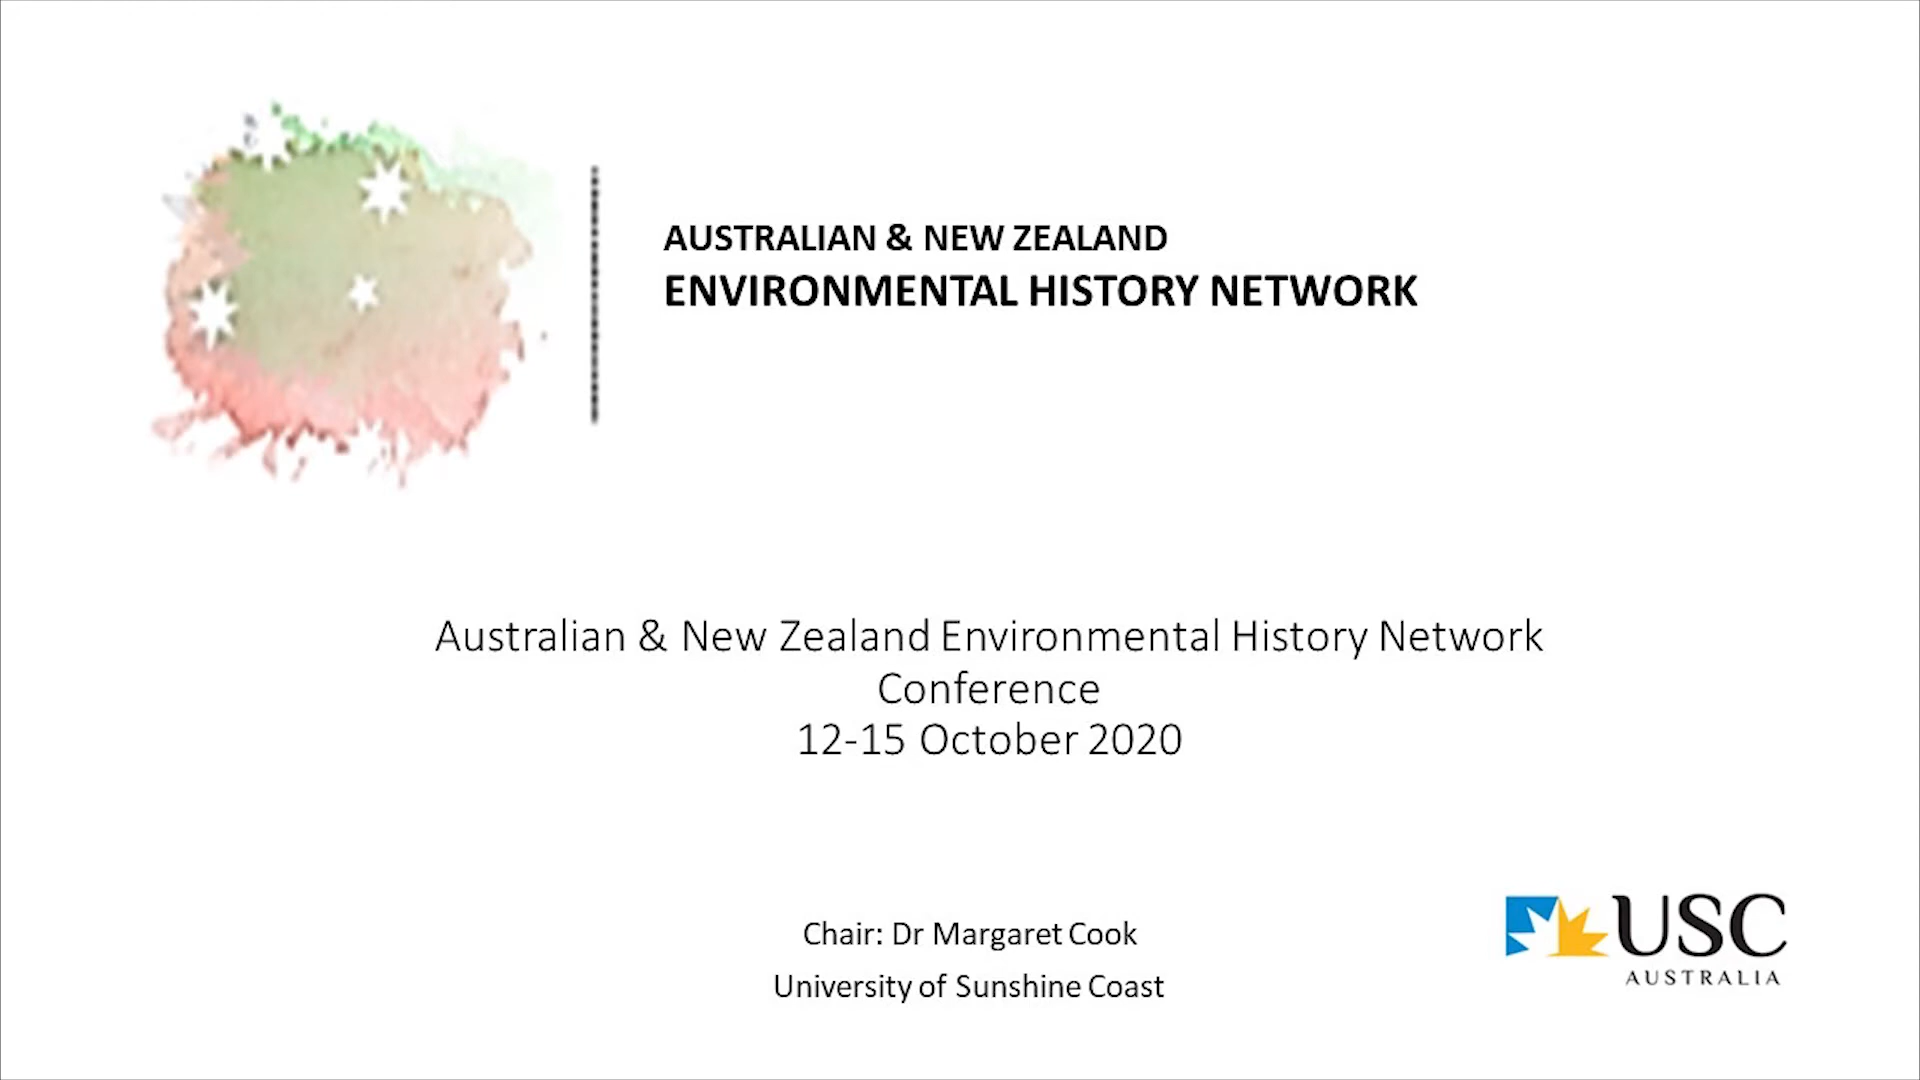 AUSTRALIAN & NEW ZEALAND
ENVIRONMENTAL HISTORY NETWORK
Australian & New Zealand Environmental History Network
Conference
12-15 October 2020
Chair: Dr Margaret Cook
University of Sunshine Coast
USC
AUSTRALIA